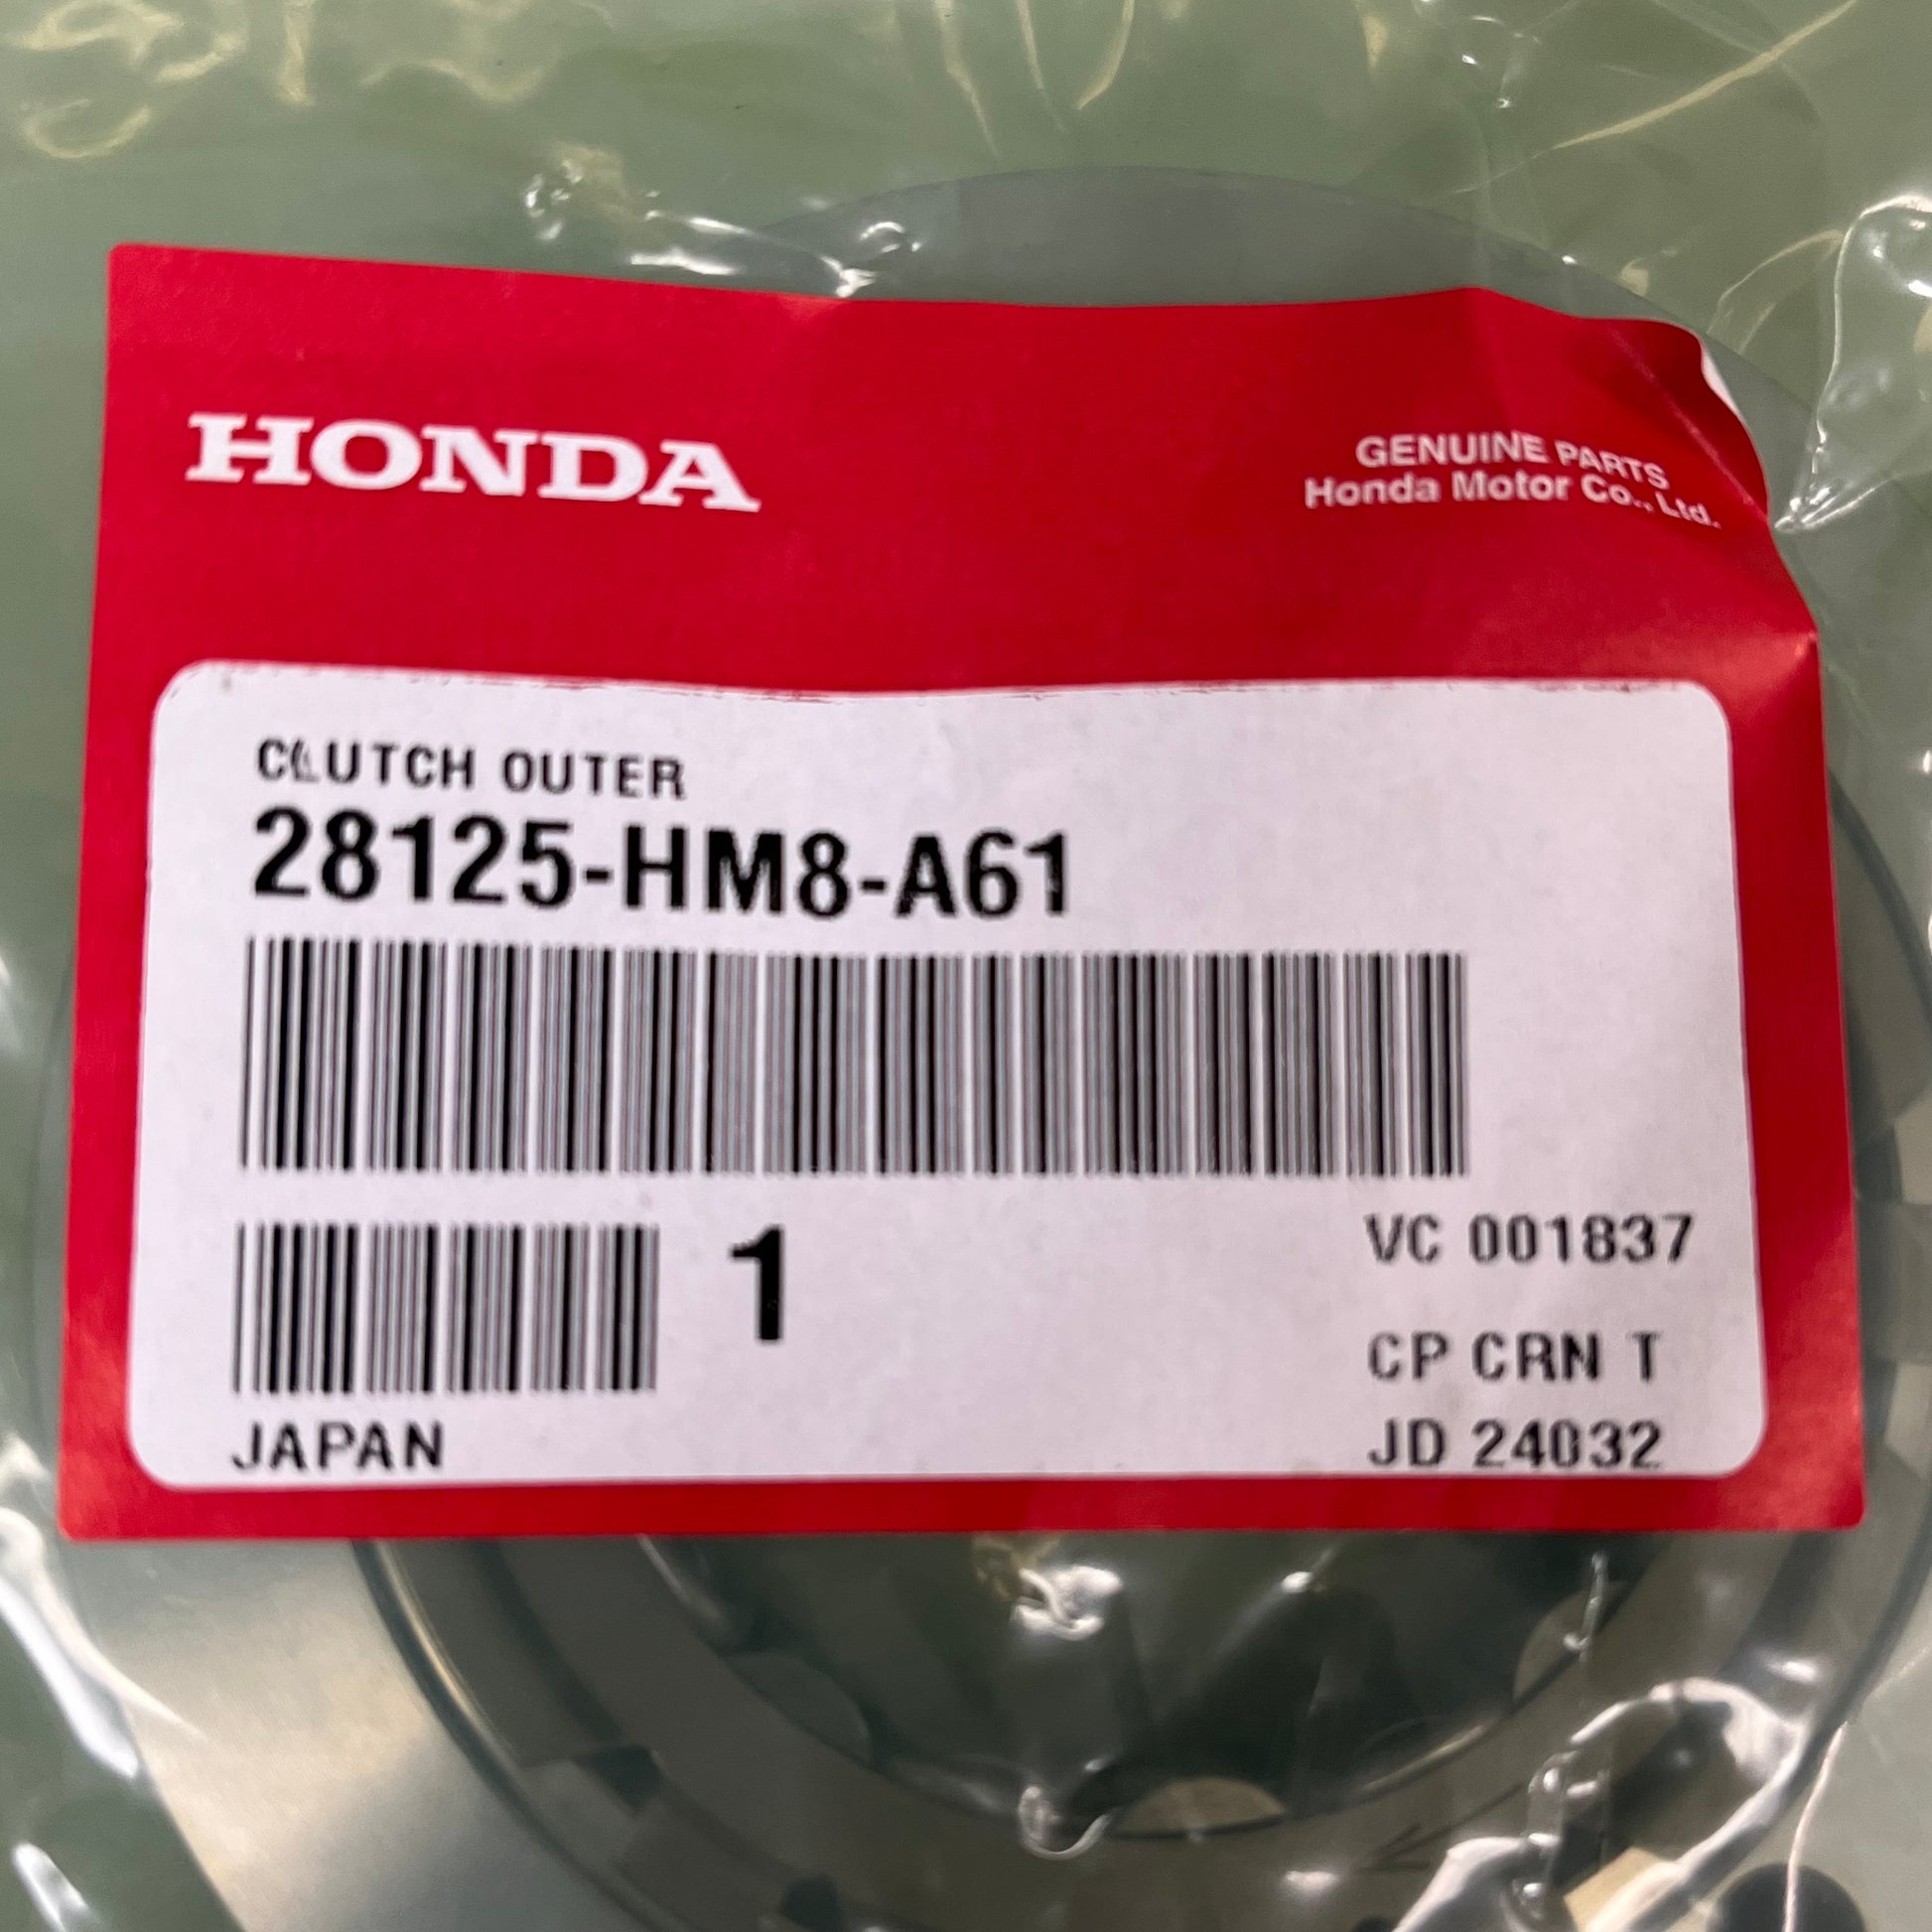 HONDA
GENUINE PARTS
Honda Motor Co., Ltd.
CLUTCH OUTER
28125-HM8-A61
1
VC 001837
CP CRN T
JAPAN
JD 24032